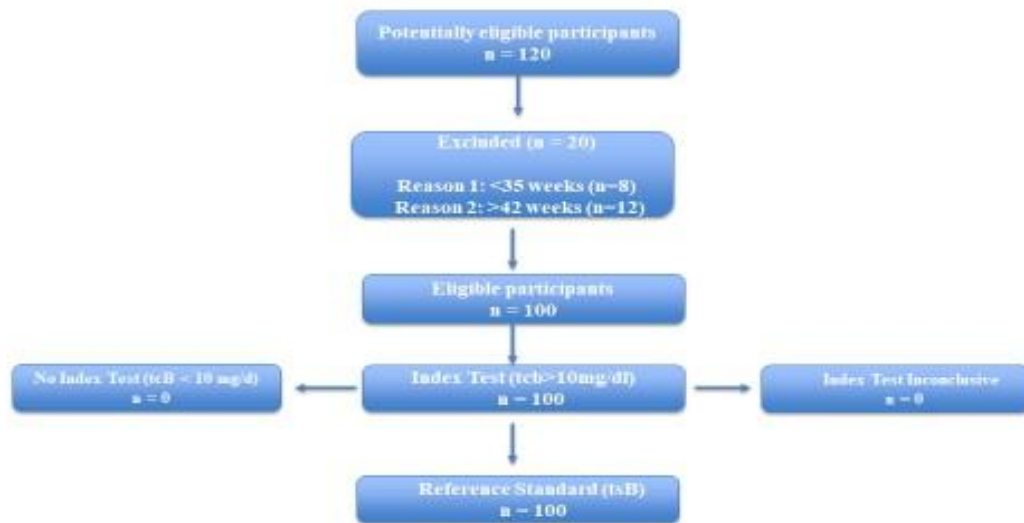 Potentially eligible participants
n = 120
Excluded (n = 20)
Reason 1: <35 weeks (n=8)
Reason 2: >42 weeks (n=12)
Eligible participants
n = 100
No Index Test (tcB < 10 mg/d)
n = 0
Index Test (tcb>10mg/dl)
n = 100
Index Test Inconclusive
n = 0
Reference Standard (tsB)
n = 100